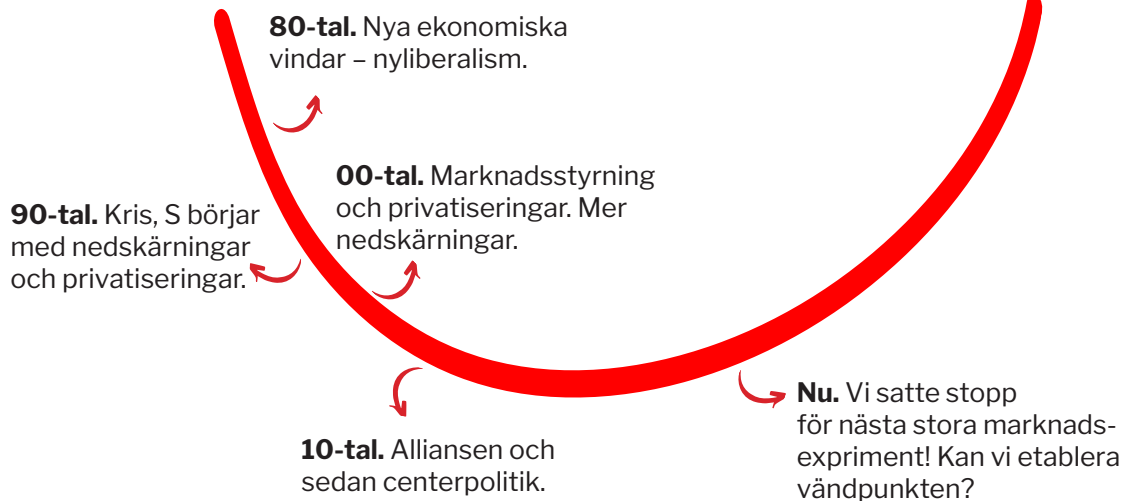 80-tal. Nya ekonomiska
vindar – nyliberalism.
90-tal. Kris, S börjar
med nedskärningar
och privatiseringar.
00-tal. Marknadsstyrning
och privatiseringar. Mer
nedskärningar.
10-tal. Alliansen och
sedan centerpolitik.
Nu. Vi satte stopp
för nästa stora marknads-
expriment! Kan vi etablera
vändpunkten?